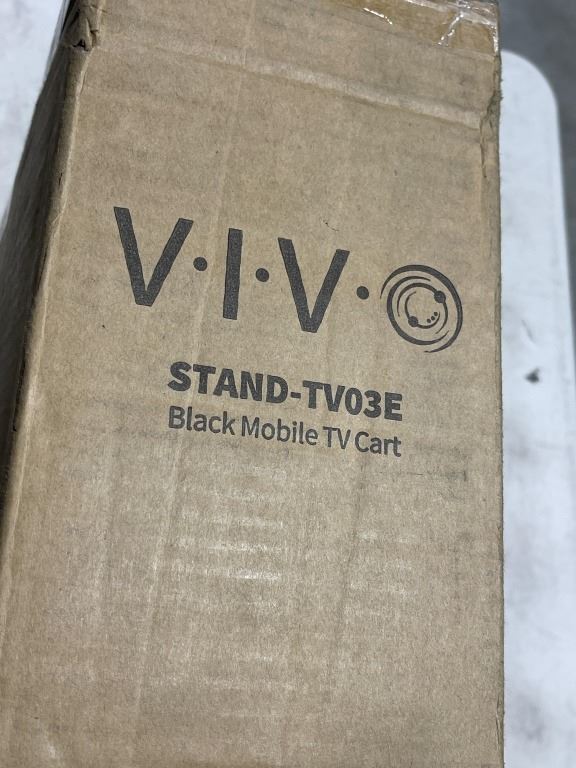 V·I·V·O
STAND-TV03E
Black Mobile TV Cart